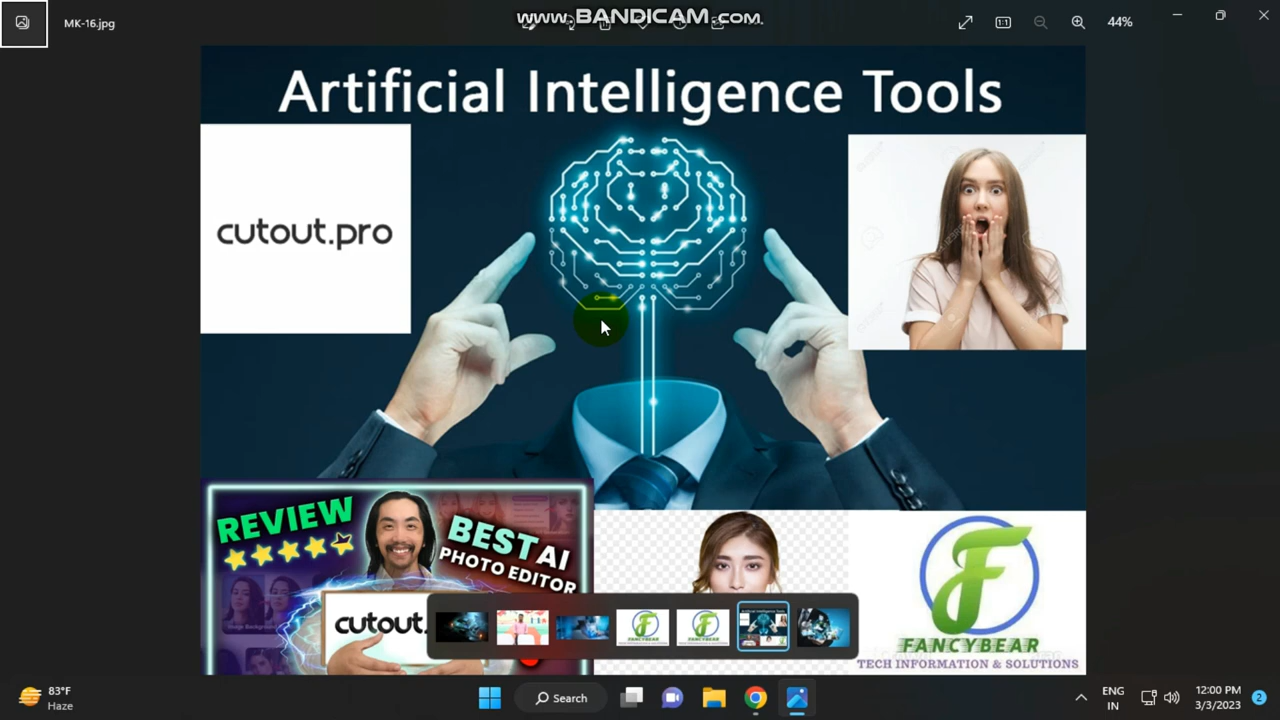 www.BANDICAM.com
MK-16.jpg
44%
Artificial Intelligence Tools
cutout.pro
REVIEW
BEST AI
PHOTO EDITOR
cutout.
FANCYBEAR
TECH INFORMATION & SOLUTIONS
83°F
Haze
Search
ENG
IN
12:00 PM
3/3/2023
2